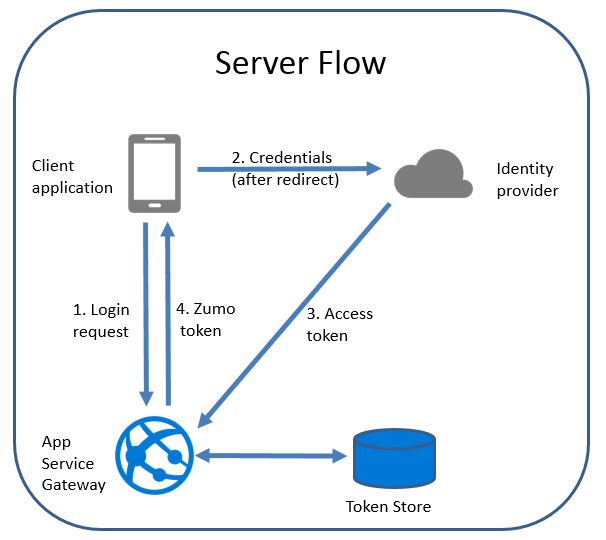 Server Flow
Client
application
2. Credentials
(after redirect)
Identity
provider
1. Login
request
4. Zumo
token
3. Access
token
App
Service
Gateway
Token Store